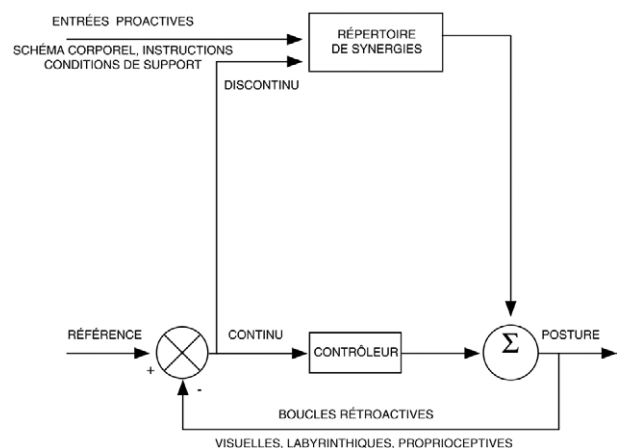 ENTRÉES PROACTIVES
SCHÉMA CORPOREL, INSTRUCTIONS
CONDITIONS DE SUPPORT
RÉPERTOIRE
DE SYNERGIES
DISCONTINU
RÉFÉRENCE
+
-
CONTINU
CONTRÔLEUR
Σ
POSTURE
BOUCLES RÉTROACTIVES
VISUELLES, LABYRINTHIQUES, PROPRIOCEPTIVES